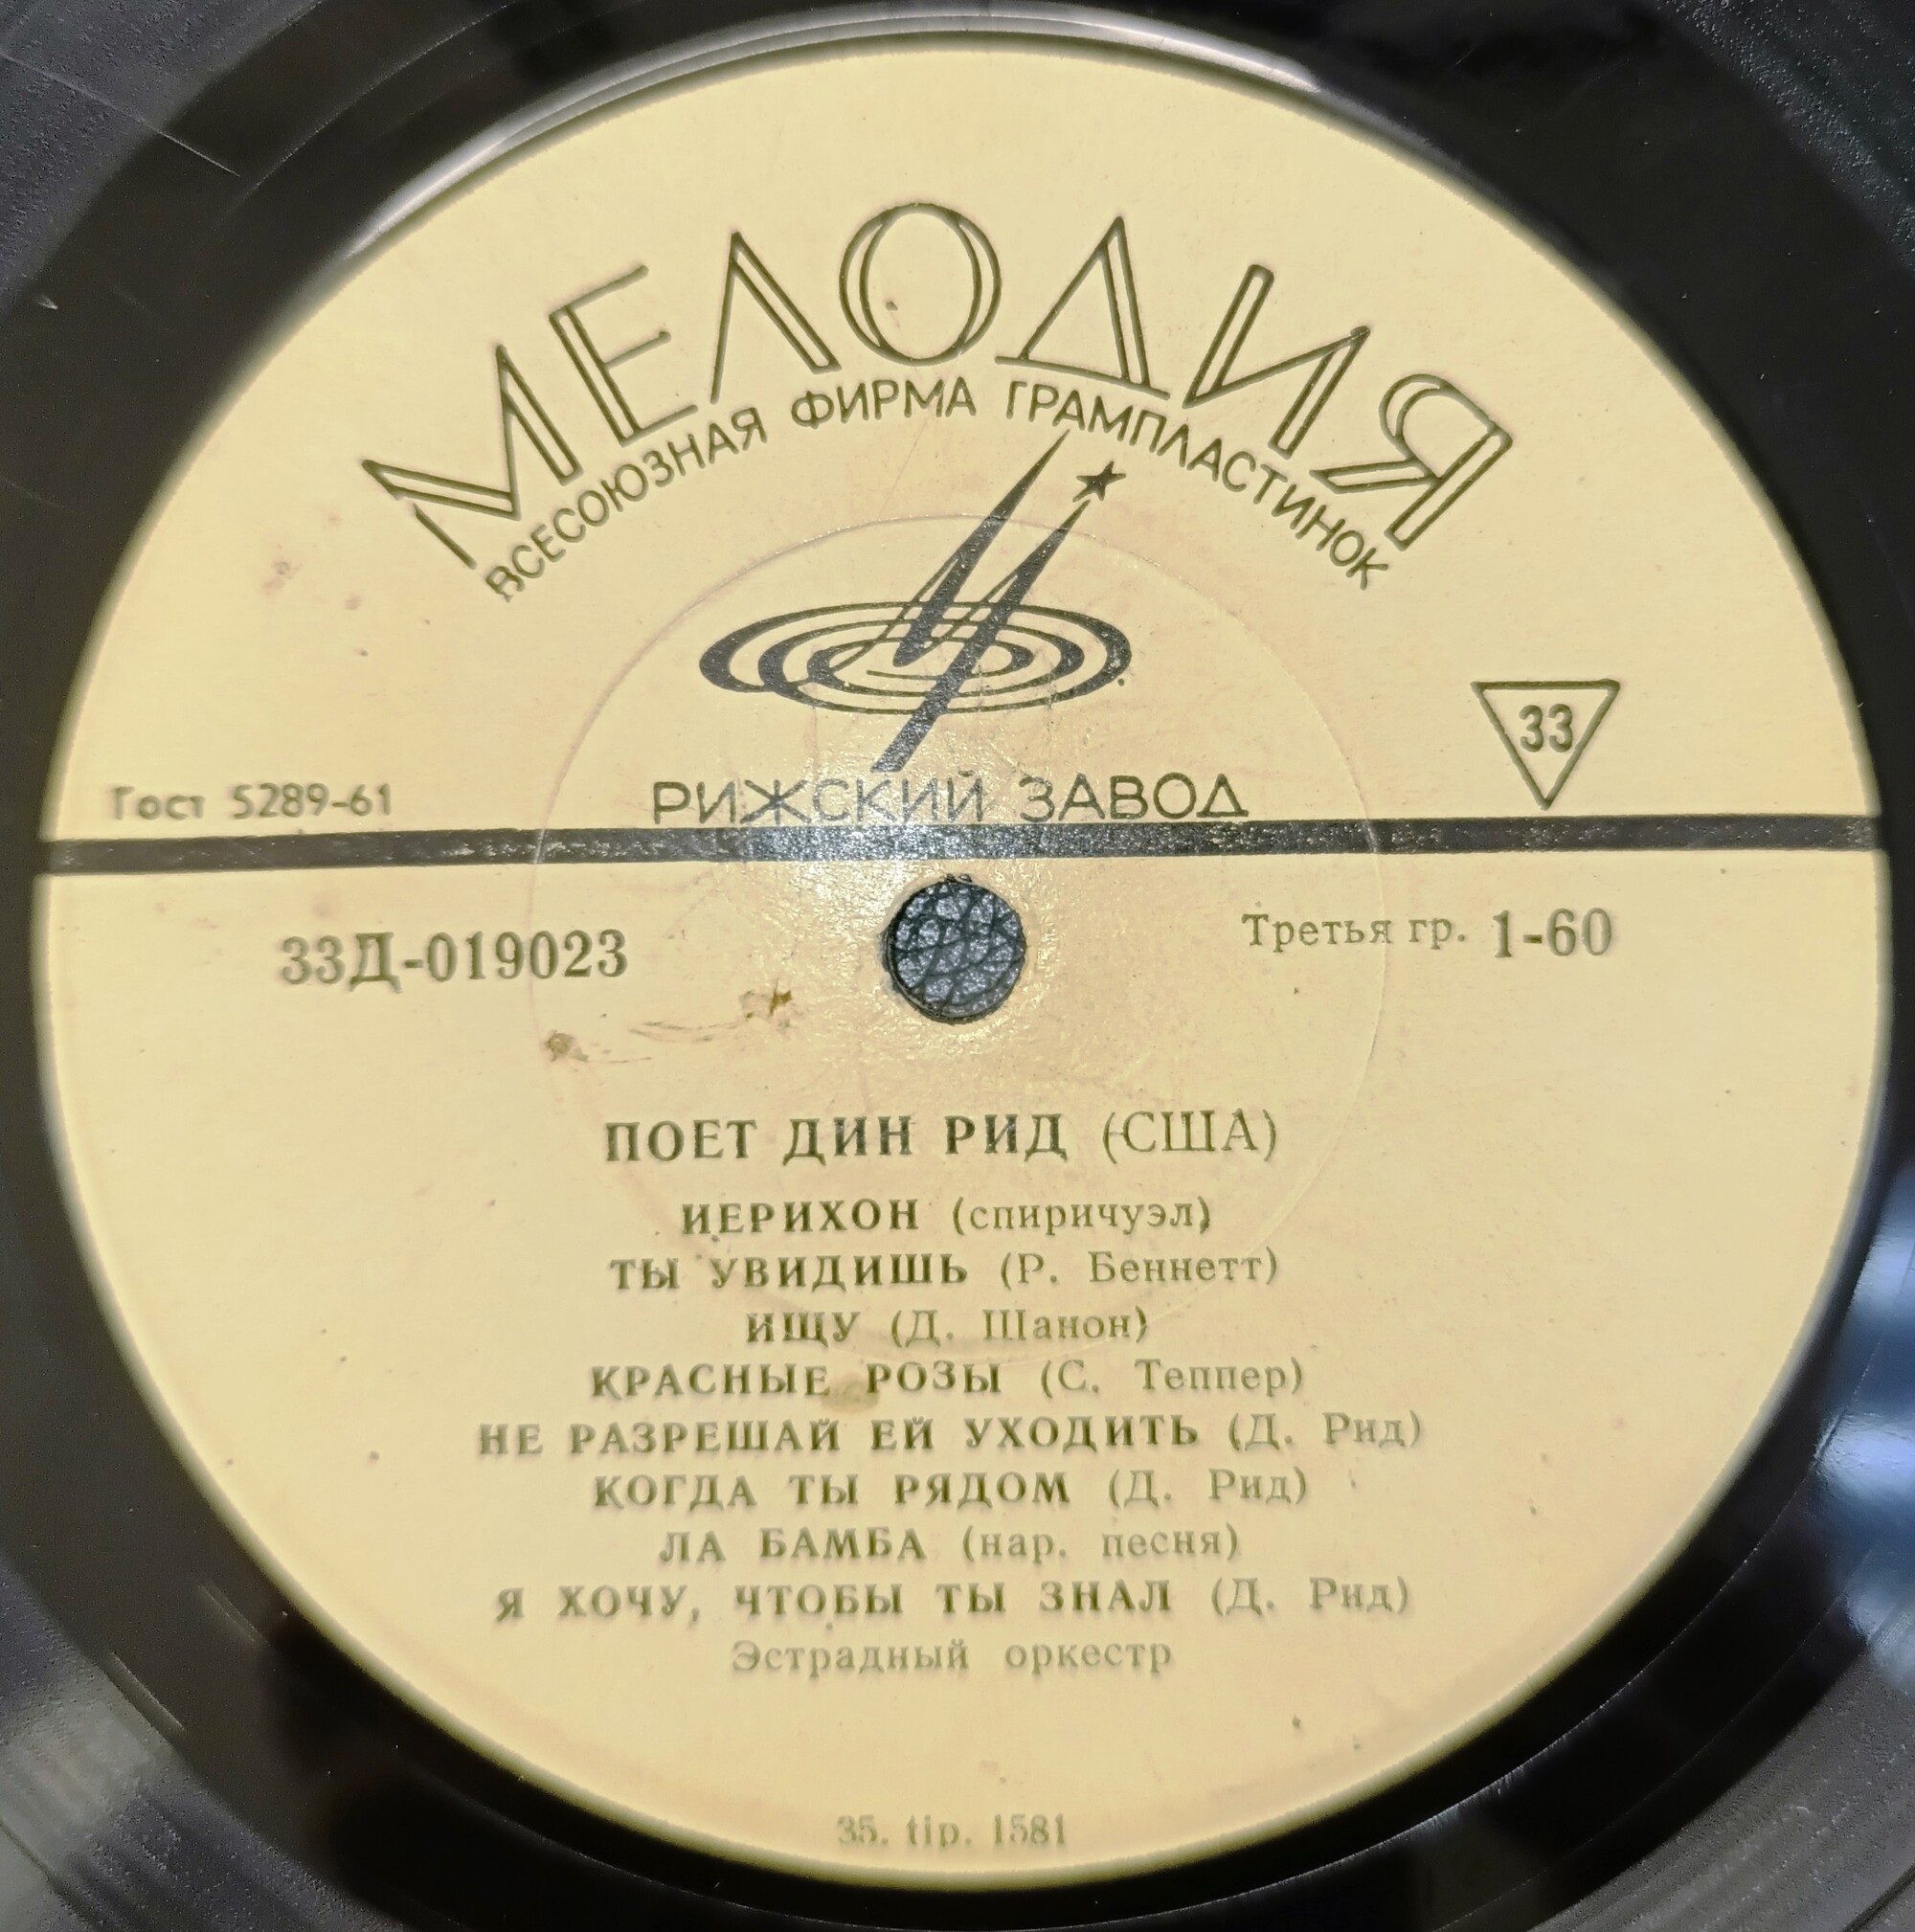 МЕЛОДИЯ
ВСЕСОЮЗНАЯ ФИРМА ГРАМПЛАСТИНОК
33
Гост 5289-61
РИЖСКИЙ ЗАВОД
33Д-019023
Третья гр. 1-60
ПОЕТ ДИН РИД (США)
ИЕРИХОН (спиричуэл)
ТЫ УВИДИШЬ (Р. Беннетт)
ИЩУ (Д. Шанон)
КРАСНЫЕ РОЗЫ (С. Теппер)
НЕ РАЗРЕШАЙ ЕЙ УХОДИТЬ (Д. Рид)
КОГДА ТЫ РЯДОМ (Д. Рид)
ЛА БАМБА (нар. песня)
Я ХОЧУ, ЧТОБЫ ТЫ ЗНАЛ (Д. Рид)
Эстрадный оркестр
35. tip. 1581